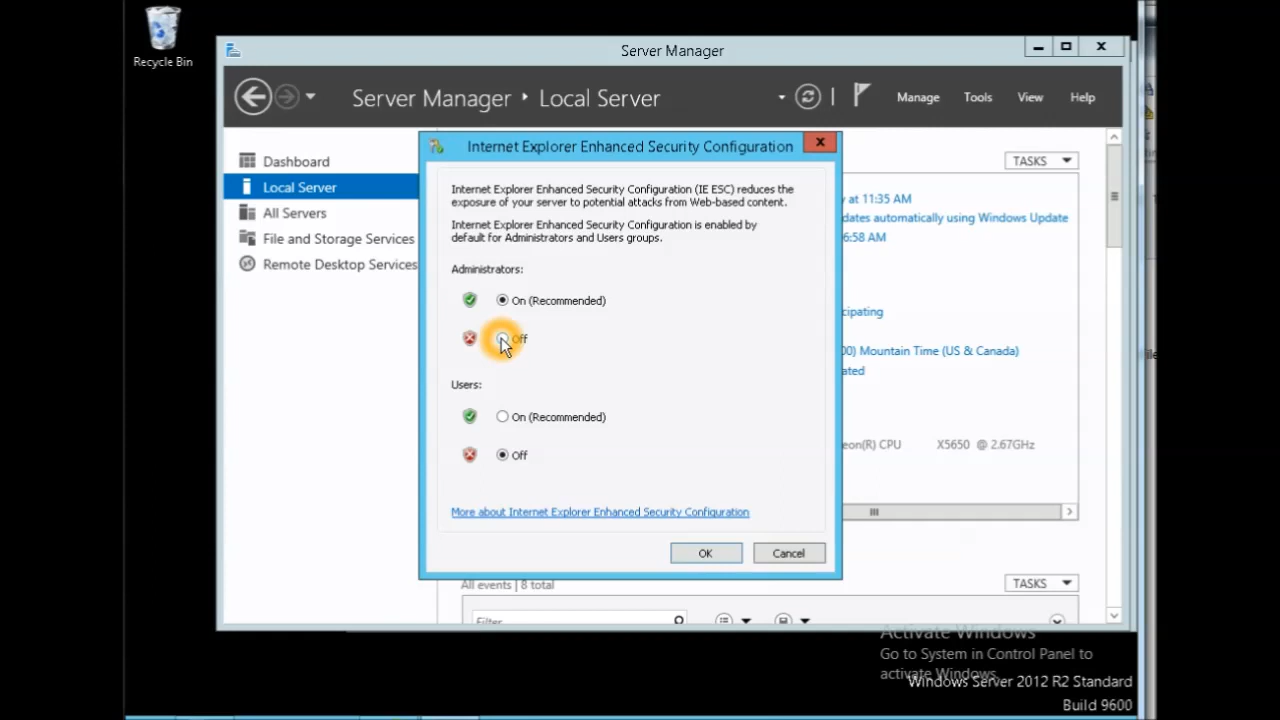 Recycle Bin
Server Manager
Server Manager
Local Server
Manage
Tools
View
Help
Dashboard
Local Server
All Servers
File and Storage Services
Remote Desktop Services
Internet Explorer Enhanced Security Configuration
Internet Explorer Enhanced Security Configuration (IE ESC) reduces the
exposure of your server to potential attacks from Web-based content.
Internet Explorer Enhanced Security Configuration is enabled by
default for Administrators and Users groups.
Administrators:
On (Recommended)
Off
Users:
On (Recommended)
Off
More about Internet Explorer Enhanced Security Configuration
OK
Cancel
TASKS
at 11:35 AM
dates automatically using Windows Update
6:58 AM
cipating
00) Mountain Time (US & Canada)
ated
eon(R) CPU X5650 @ 2.67GHz
All events | 8 total
TASKS
Filter
Activate Windows
Go to System in Control Panel to
activate Windows.
Windows Server 2012 R2 Standard
Build 9600